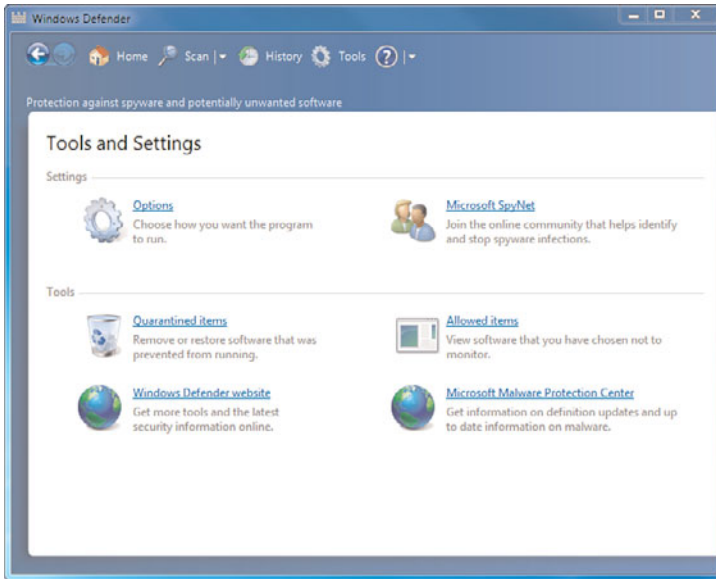 Windows Defender
Home Scan History Tools ?
Protection against spyware and potentially unwanted software
Tools and Settings
Settings
Options
Choose how you want the program
to run.
Microsoft SpyNet
Join the online community that helps identify
and stop spyware infections.
Tools
Quarantined items
Remove or restore software that was
prevented from running.
Allowed items
View software that you have chosen not to
monitor.
Windows Defender website
Get more tools and the latest
security information online.
Microsoft Malware Protection Center
Get information on definition updates and up
to date information on malware.